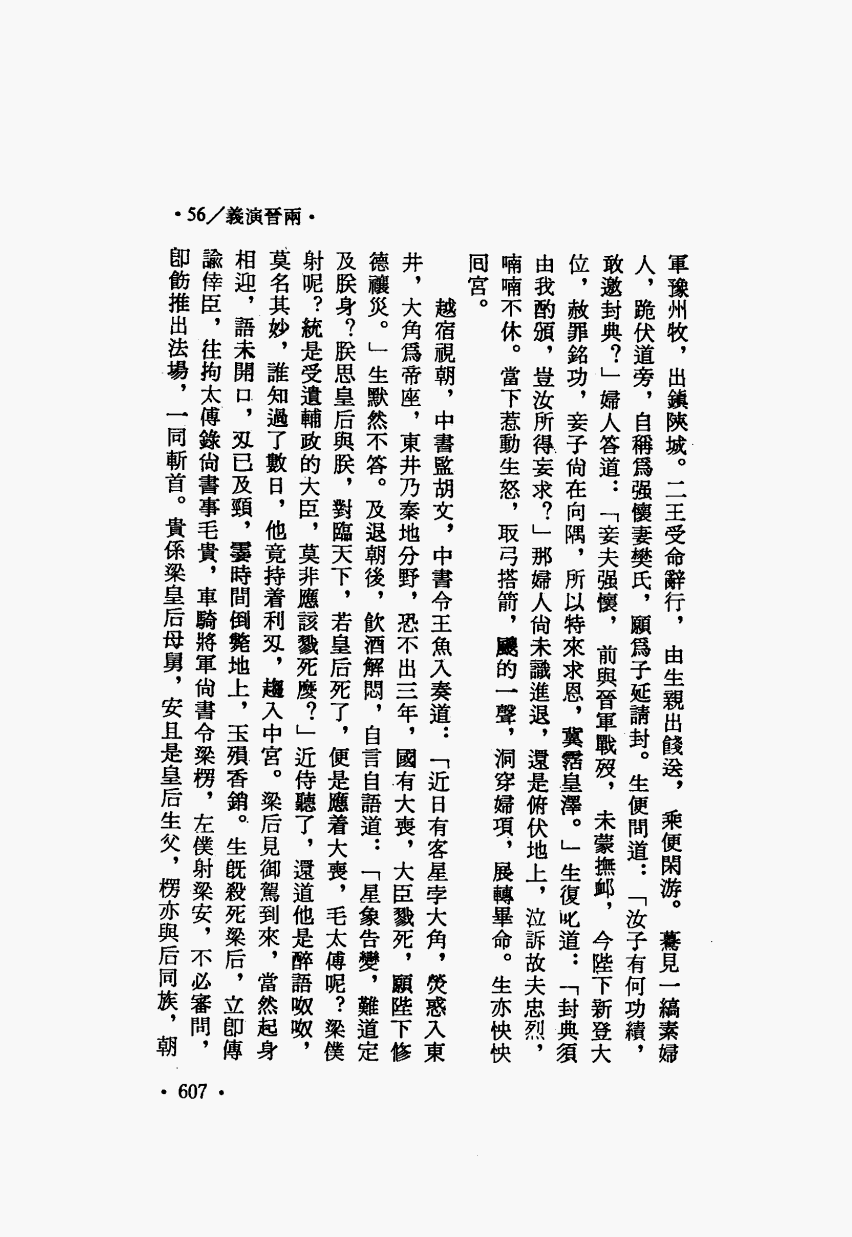 •56／義演晉兩•
軍豫州牧，出鎭陝城。二王受命辭行，由生親出餞送，乘便閑游。驀見一縞素婦
人，跪伏道旁，自稱爲强懷妻樊氏，願爲子延請封。生便問道：「汝子有何功績，
敢邀封典？」婦人答道：「妾夫强懷，前與晉軍戰歿，未蒙撫卹，今陛下新登大
位，赦罪銘功，妾子尙在向隅，所以特來求恩，冀霑皇澤。」生復叱道：「封典須
由我酌頒，豈汝所得妄求？」那婦人尙未識進退，還是俯伏地上，泣訴故夫忠烈，
喃喃不休。當下惹動生怒，取弓搭箭，颼的一聲，洞穿婦項，展轉畢命。生亦怏怏
囘宮。
越宿視朝，中書監胡文，中書令王魚入奏道：「近日有客星孛大角，熒惑入東
井，大角爲帝座，東井乃秦地分野，恐不出三年，國有大喪，大臣戮死，願陛下修
德禳災。」生默然不答。及退朝後，飮酒解悶，自言自語道：「星象告變，難道定
及朕身？朕思皇后與朕，對臨天下，若皇后死了，便是應着大喪，毛太傅呢？梁僕
射呢？統是受遺輔政的大臣，莫非應該戮死麼？」近侍聽了，還道他是醉語呶呶，
莫名其妙，誰知過了數日，他竟持着利刄，趨入中宮。梁后見御駕到來，當然起身
相迎，語未開口，刄已及頸，霎時間倒斃地上，玉殞香銷。生旣殺死梁后，立卽傳
諭倖臣，往拘太傅錄尙書事毛貴，車騎將軍尙書令梁楞，左僕射梁安，不必審問，
卽飭推出法場，一同斬首。貴係梁皇后母舅，安且是皇后生父，楞亦與后同族，朝
•607•